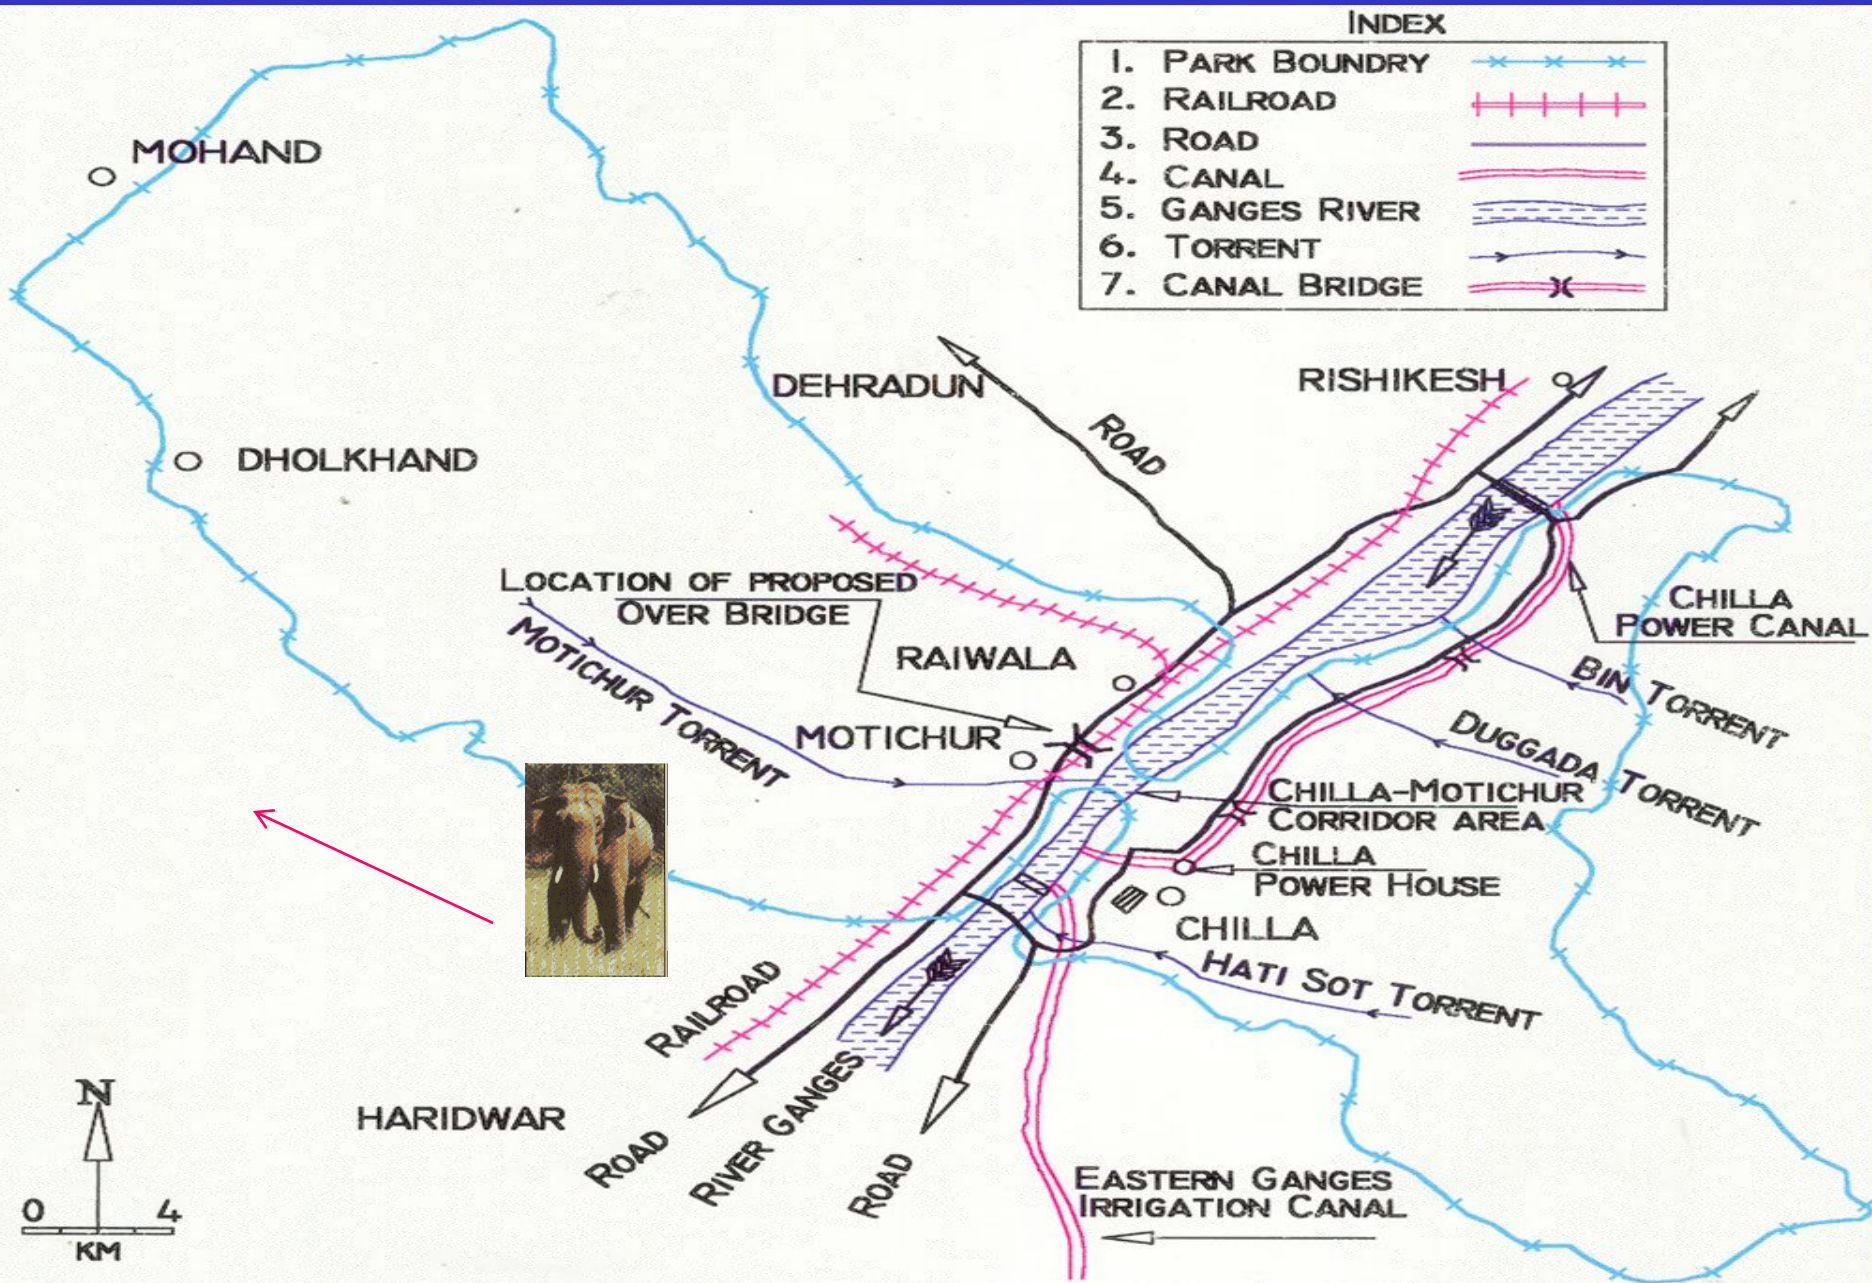 INDEX
1. PARK BOUNDRY
2. RAILROAD
3. ROAD
4. CANAL
5. GANGES RIVER
6. TORRENT
7. CANAL BRIDGE
MOHAND
DHOLKHAND
DEHRADUN
ROAD
RISHIKESH
LOCATION OF PROPOSED
OVER BRIDGE
MOTICHUR TORRENT
RAIWALA
MOTICHUR
CHILLA
POWER CANAL
BIN TORRENT
DUGGADA TORRENT
CHILLA-MOTICHUR
CORRIDOR AREA
CHILLA
POWER HOUSE
CHILLA
HATI SOT TORRENT
RAILROAD
HARIDWAR
ROAD
RIVER GANGES
ROAD
EASTERN GANGES
IRRIGATION CANAL
N
0 4
KM